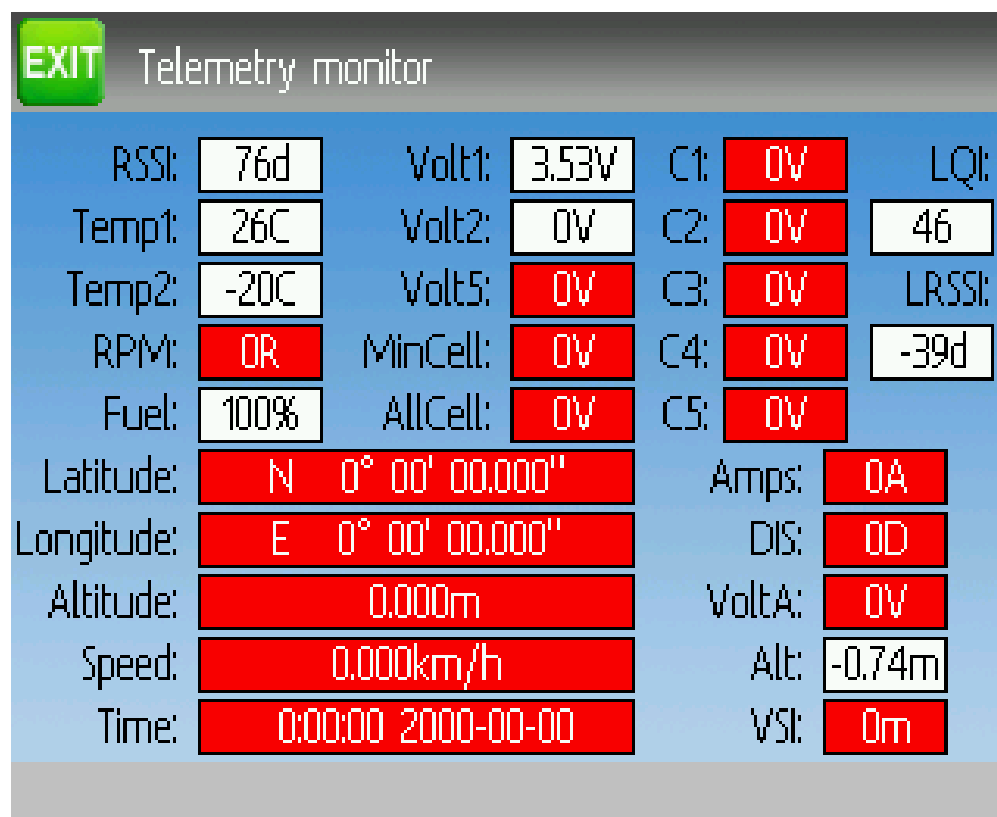 EXIT Telemetry monitor
RSSI: 76d Volt1: 3.53V C1: 0V LQI:
Temp1: 26C Volt2: 0V C2: 0V 46
Temp2: -20C Volt5: 0V C3: 0V LRSSI:
RPM: 0R MinCell: 0V C4: 0V -39d
Fuel: 100% AllCell: 0V C5: 0V
Latitude: N 0° 00' 00.000" Amps: 0A
Longitude: E 0° 00' 00.000" DIS: 0D
Altitude: 0.000m VoltA: 0V
Speed: 0.000km/h Alt: -0.74m
Time: 0:00:00 2000-00-00 VSI: 0m